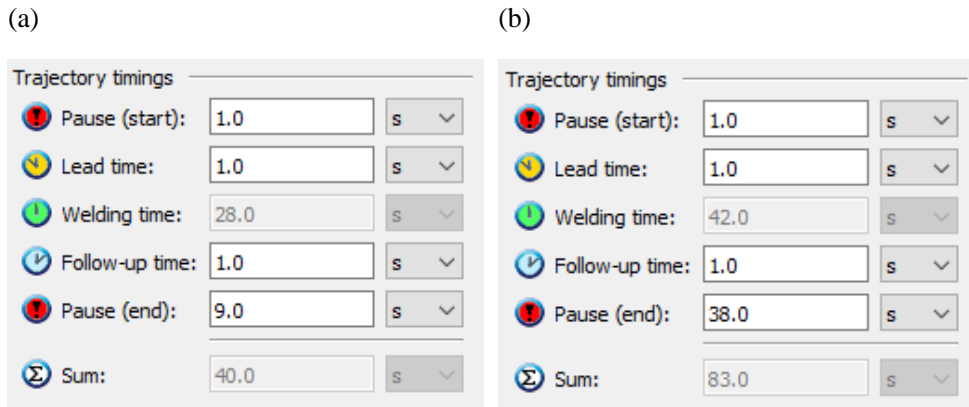 (a)
Trajectory timings
Pause (start): 1.0 s
Lead time: 1.0 s
Welding time: 28.0 s
Follow-up time: 1.0 s
Pause (end): 9.0 s
Σ Sum: 40.0 s
(b)
Trajectory timings
Pause (start): 1.0 s
Lead time: 1.0 s
Welding time: 42.0 s
Follow-up time: 1.0 s
Pause (end): 38.0 s
Σ Sum: 83.0 s